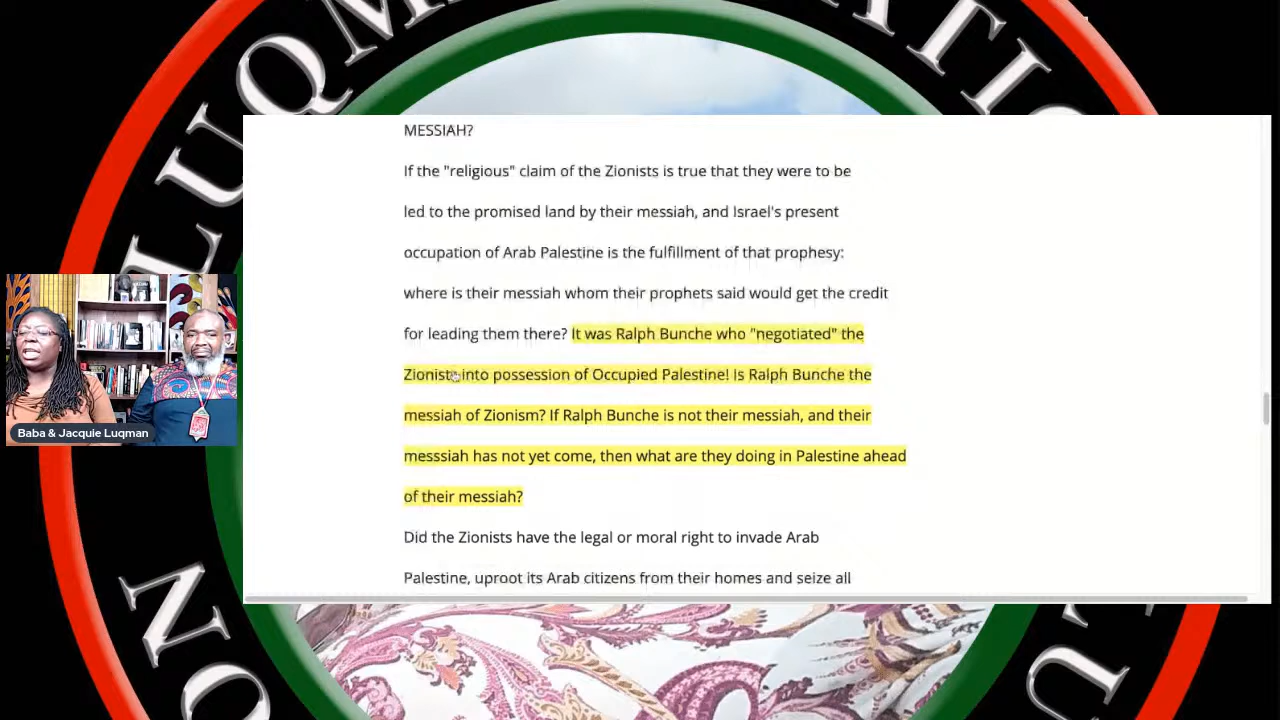 LUQM
ATIO
MESSIAH?
If the "religious" claim of the Zionists is true that they were to be
led to the promised land by their messiah, and Israel's present
occupation of Arab Palestine is the fulfillment of that prophesy:
where is their messiah whom their prophets said would get the credit
for leading them there? It was Ralph Bunche who "negotiated" the
Zionists into possession of Occupied Palestine! Is Ralph Bunche the
messiah of Zionism? If Ralph Bunche is not their messiah, and their
messsiah has not yet come, then what are they doing in Palestine ahead
of their messiah?
Did the Zionists have the legal or moral right to invade Arab
Palestine, uproot its Arab citizens from their homes and seize all
Baba & Jacquie Luqman